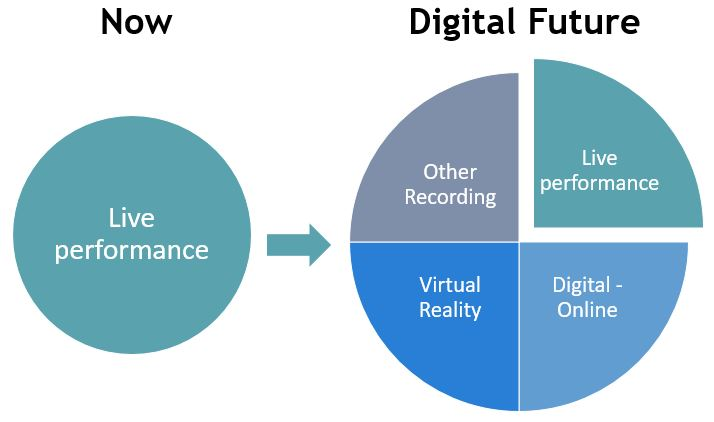 Now
Digital Future
Live
performance
Other
Recording
Live
performance
Virtual
Reality
Digital -
Online